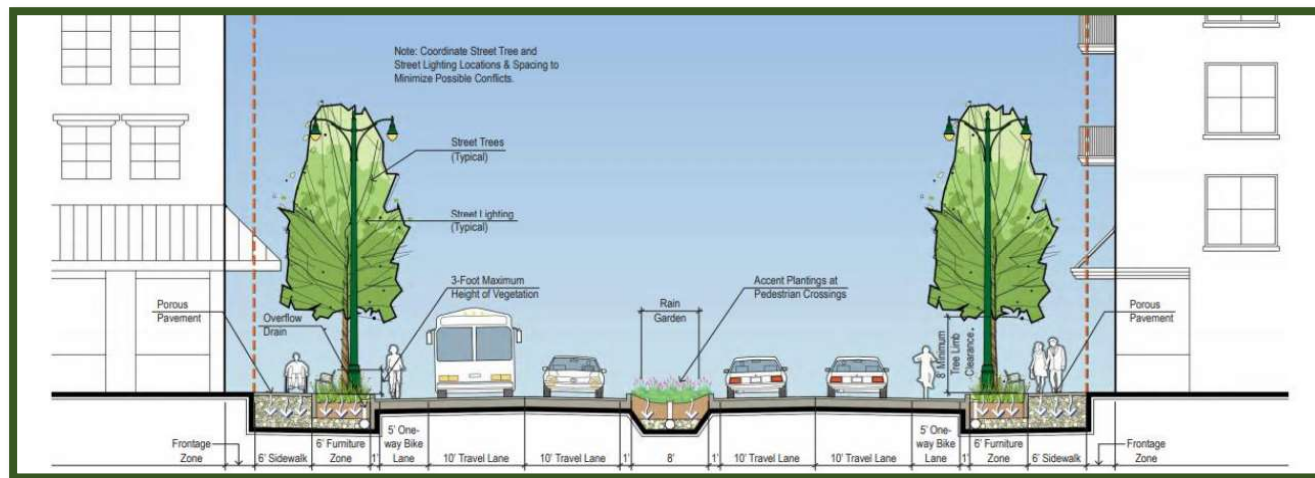 Note: Coordinate Street Tree and
Street Lighting Locations & Spacing to
Minimize Possible Conflicts.
Street Trees
(Typical)
Street Lighting
(Typical)
3-Foot Maximum
Height of Vegetation
Accent Plantings at
Pedestrian Crossings
Porous
Pavement
Overflow
Drain
Rain
Garden
8' Minimum
Tree Limb
Clearance
Porous
Pavement
Frontage
Zone
6' Sidewalk
6' Furniture
Zone
1'
5' One-
way Bike
Lane
10' Travel Lane
10' Travel Lane
1'
8'
1'
10' Travel Lane
10' Travel Lane
5' One-
way Bike
Lane
1'
6' Furniture
Zone
6' Sidewalk
Frontage
Zone